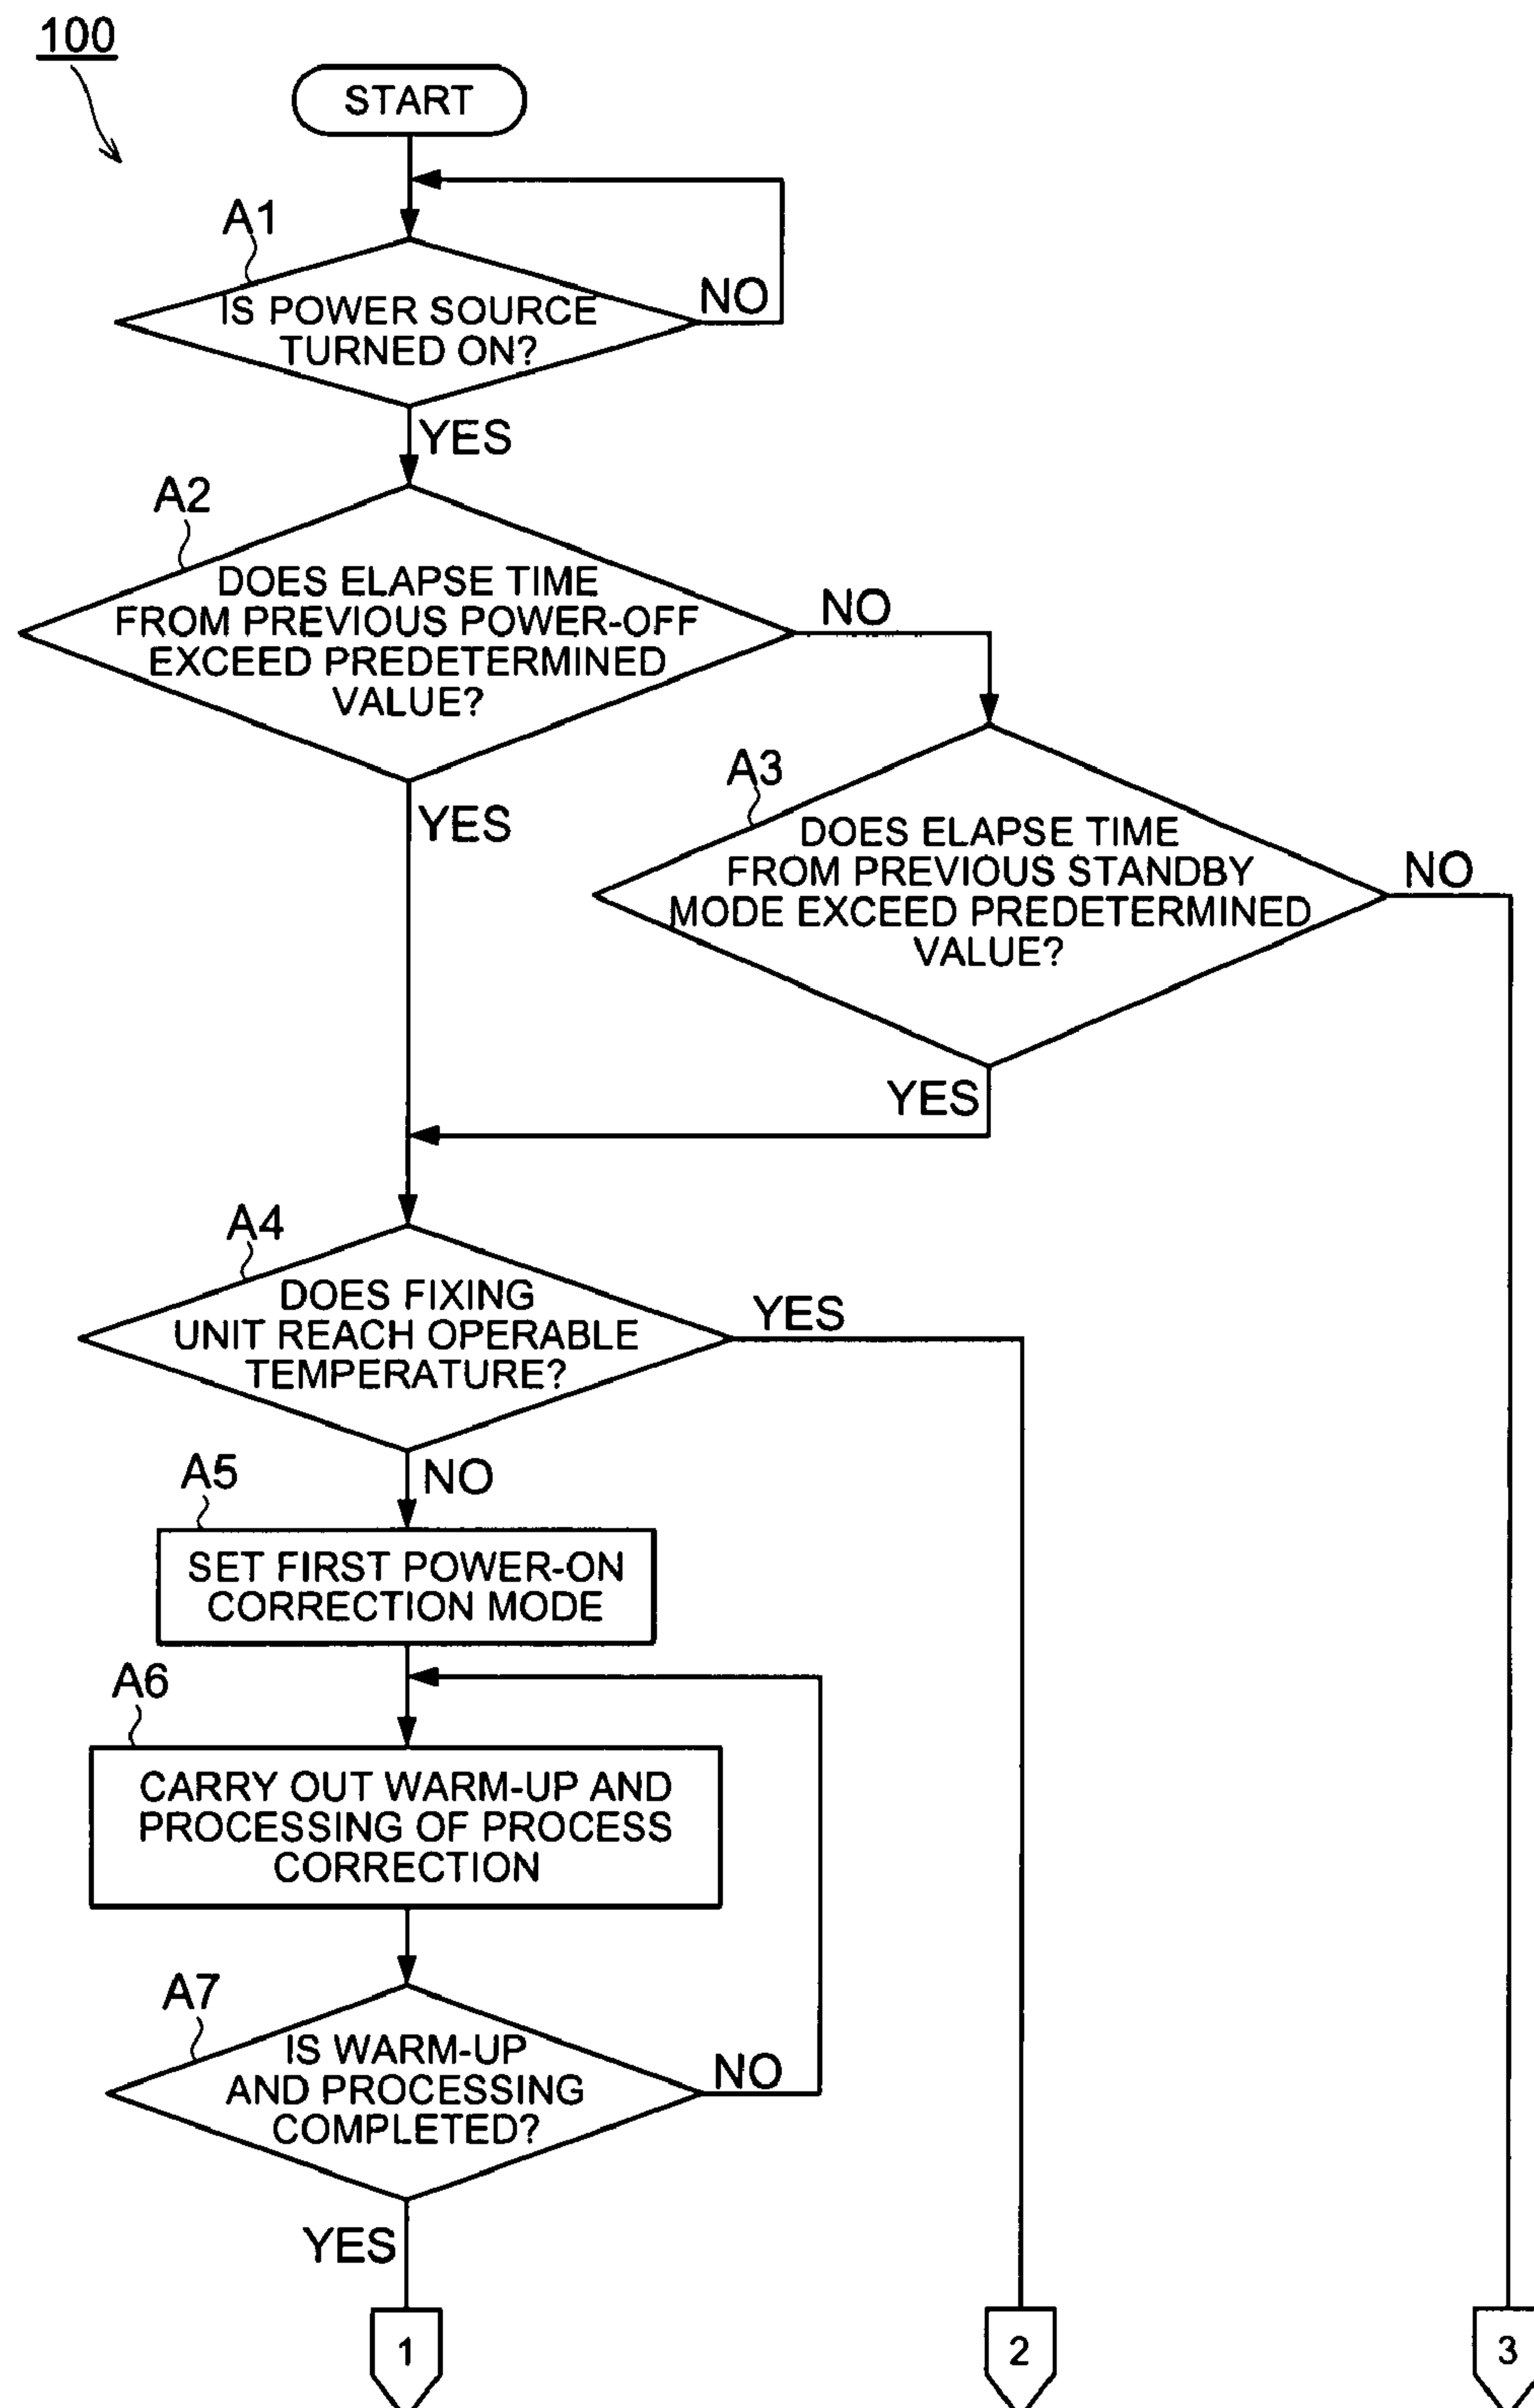 100
START
A1
IS POWER SOURCE
TURNED ON?
NO
YES
A2
DOES ELAPSE TIME
FROM PREVIOUS POWER-OFF
EXCEED PREDETERMINED
VALUE?
NO
YES
A3
DOES ELAPSE TIME
FROM PREVIOUS STANDBY
MODE EXCEED PREDETERMINED
VALUE?
NO
YES
A4
DOES FIXING
UNIT REACH OPERABLE
TEMPERATURE?
YES
NO
A5
SET FIRST POWER-ON
CORRECTION MODE
A6
CARRY OUT WARM-UP AND
PROCESSING OF PROCESS
CORRECTION
A7
IS WARM-UP
AND PROCESSING
COMPLETED?
NO
YES
1
2
3